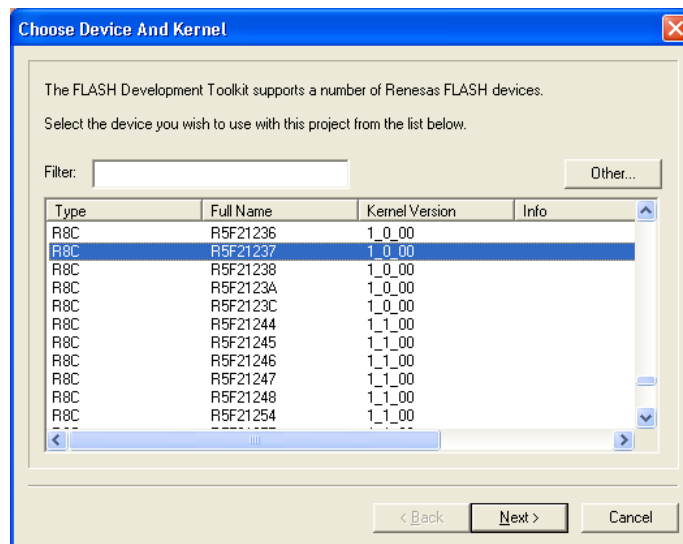 Choose Device And Kernel
The FLASH Development Toolkit supports a number of Renesas FLASH devices.
Select the device you wish to use with this project from the list below.
Filter:
Other...
Type Full Name Kernel Version Info
R8C R5F21236 1_0_00
R8C R5F21237 1_0_00
R8C R5F21238 1_0_00
R8C R5F2123A 1_0_00
R8C R5F2123C 1_0_00
R8C R5F21244 1_1_00
R8C R5F21245 1_1_00
R8C R5F21246 1_1_00
R8C R5F21247 1_1_00
R8C R5F21248 1_1_00
R8C R5F21254 1_1_00
< Back Next > Cancel